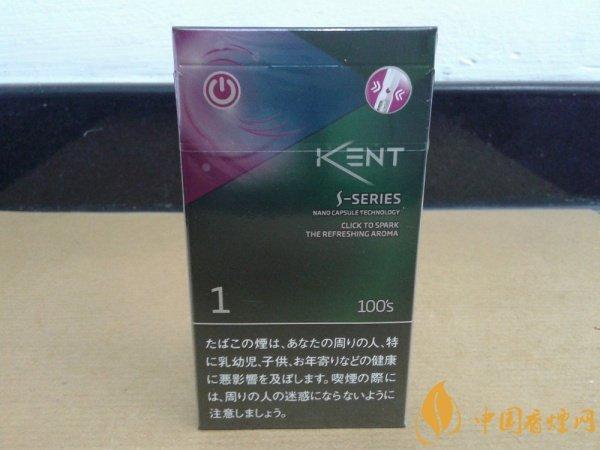 KENT
S-SERIES
NANO CAPSULE TECHNOLOGY
CLICK TO SPARK
THE REFRESHING AROMA
1
100's
たばこの煙は、あなたの周りの人、特
に乳幼児、子供、お年寄りなどの健康
に悪影響を及ぼします。喫煙の際に
は、周りの人の迷惑にならないように
注意しましょう。
中国香烟网